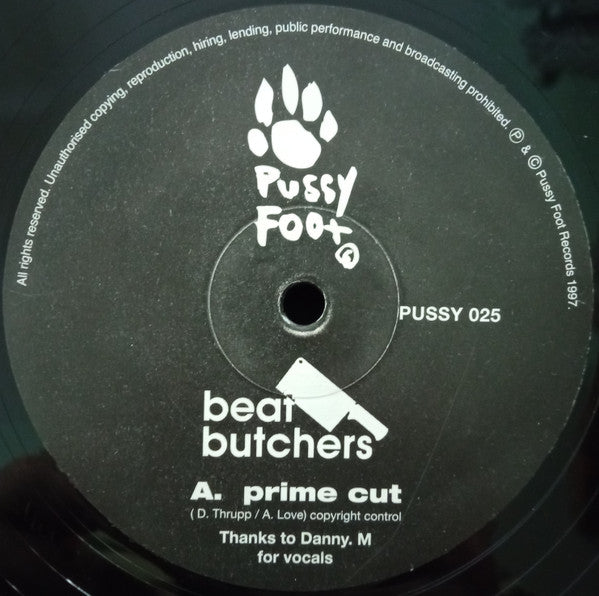 All rights reserved. Unauthorised copying, reproduction, hiring, lending, public performance and broadcasting prohibited. ℗ & © Pussy Foot Records 1997.
Pussy
Foot
PUSSY 025
beat
butchers
A. prime cut
( D. Thrupp / A. Love) copyright control
Thanks to Danny. M
for vocals